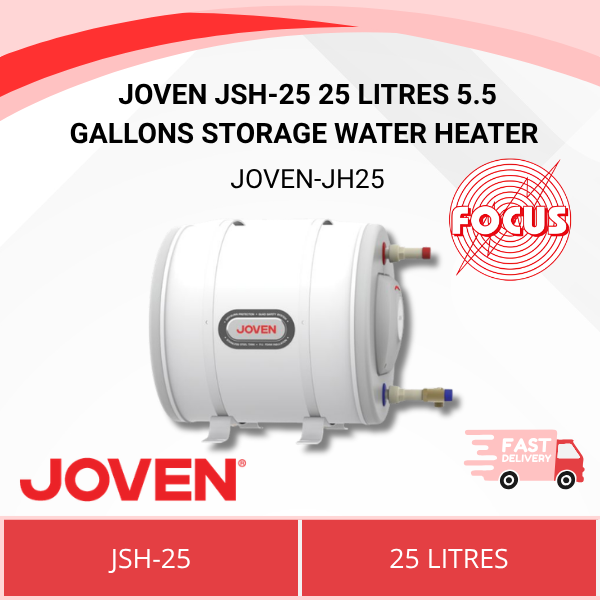 JOVEN JSH-25 25 LITRES 5.5
GALLONS STORAGE WATER HEATER
JOVEN-JH25
FOCUS
JOVEN
JOVEN®
FAST
DELIVERY
JSH-25
25 LITRES